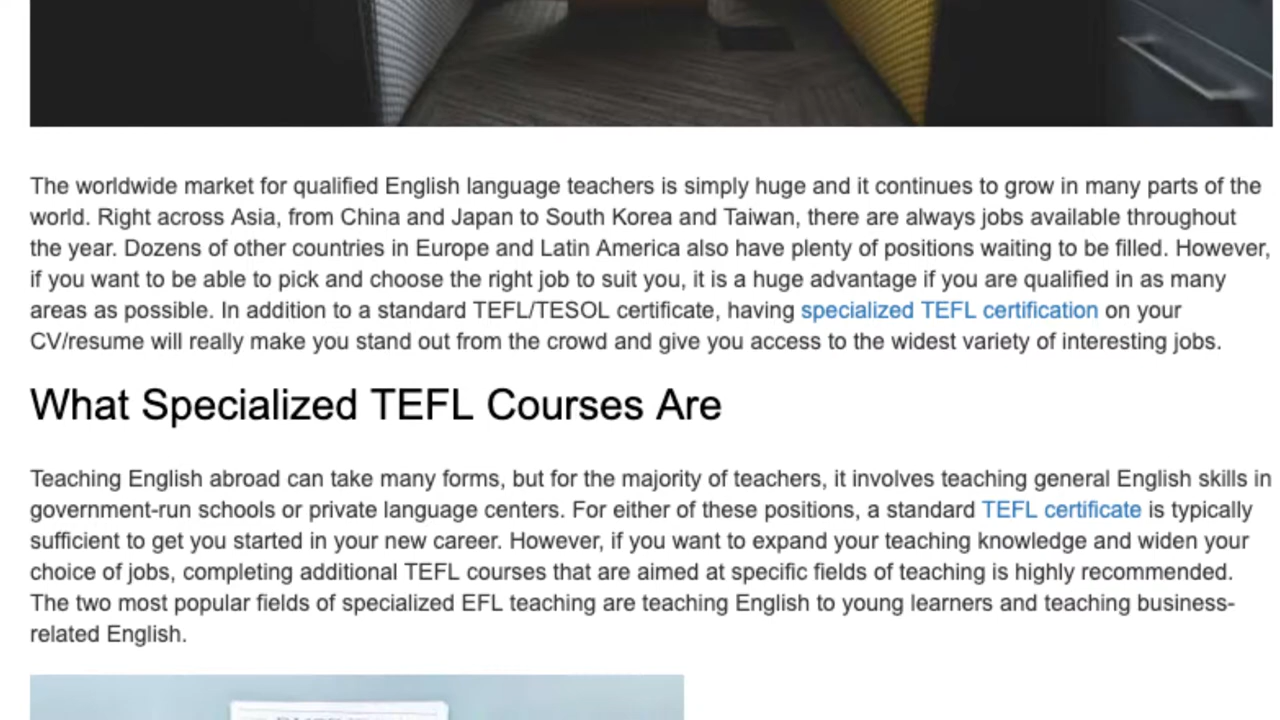 The worldwide market for qualified English language teachers is simply huge and it continues to grow in many parts of the
world. Right across Asia, from China and Japan to South Korea and Taiwan, there are always jobs available throughout
the year. Dozens of other countries in Europe and Latin America also have plenty of positions waiting to be filled. However,
if you want to be able to pick and choose the right job to suit you, it is a huge advantage if you are qualified in as many
areas as possible. In addition to a standard TEFL/TESOL certificate, having specialized TEFL certification on your
CV/resume will really make you stand out from the crowd and give you access to the widest variety of interesting jobs.
What Specialized TEFL Courses Are
Teaching English abroad can take many forms, but for the majority of teachers, it involves teaching general English skills in
government-run schools or private language centers. For either of these positions, a standard TEFL certificate is typically
sufficient to get you started in your new career. However, if you want to expand your teaching knowledge and widen your
choice of jobs, completing additional TEFL courses that are aimed at specific fields of teaching is highly recommended.
The two most popular fields of specialized EFL teaching are teaching English to young learners and teaching business-
related English.